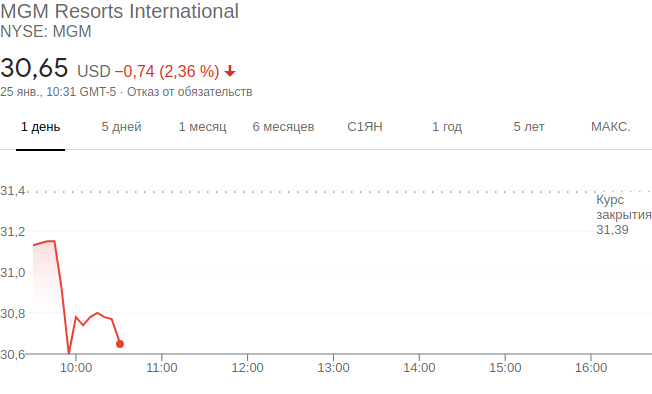 MGM Resorts International
NYSE: MGM
30,65 USD −0,74 (2,36 %)
25 янв., 10:31 GMT-5 · Отказ от обязательств
1 день 5 дней 1 месяц 6 месяцев С1ЯН 1 год 5 лет МАКС.
31,4
Курс
закрытия
31,39
31,2
31,0
30,8
30,6
10:00 11:00 12:00 13:00 14:00 15:00 16:00